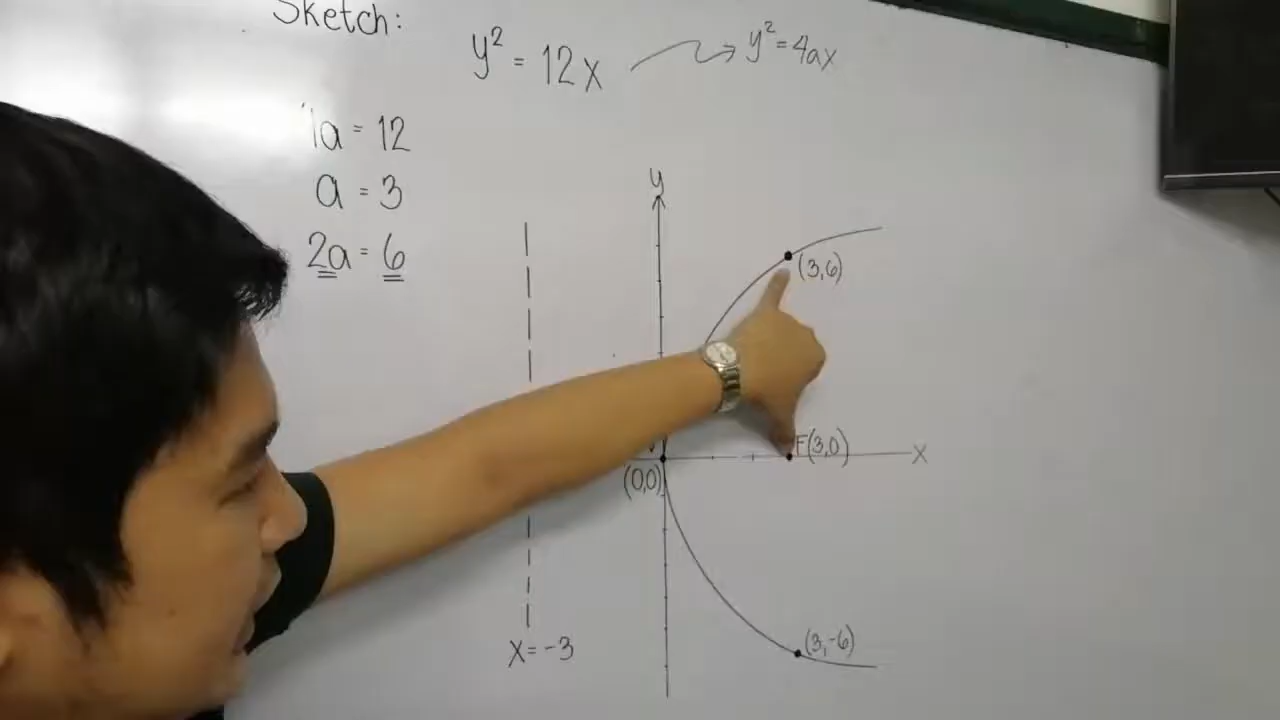 Sketch:
y² = 12x
y² = 4ax
a = 12
a = 3
2a = 6
y
(3,6)
F(3,0)
x
(0,0)
(3,-6)
x = -3